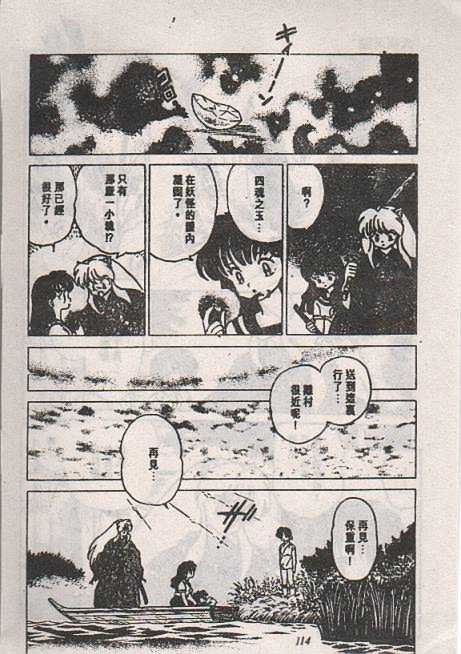 キィーン
啊?
四魂之玉…
在妖怪的體內
凝固了。
只有
那麼一小塊!?
那已經
很好了。
送到這裏
行了…
離村
很近呢!
再見…
保重啊!
再見…
114